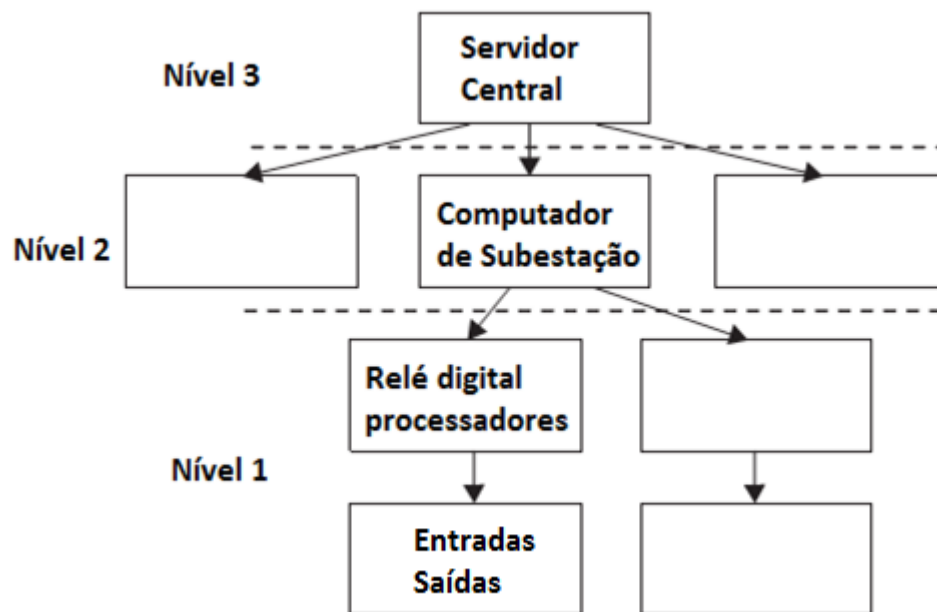 Nível 3
Servidor
Central
Nível 2
Computador
de Subestação
Relé digital
processadores
Nível 1
Entradas
Saídas